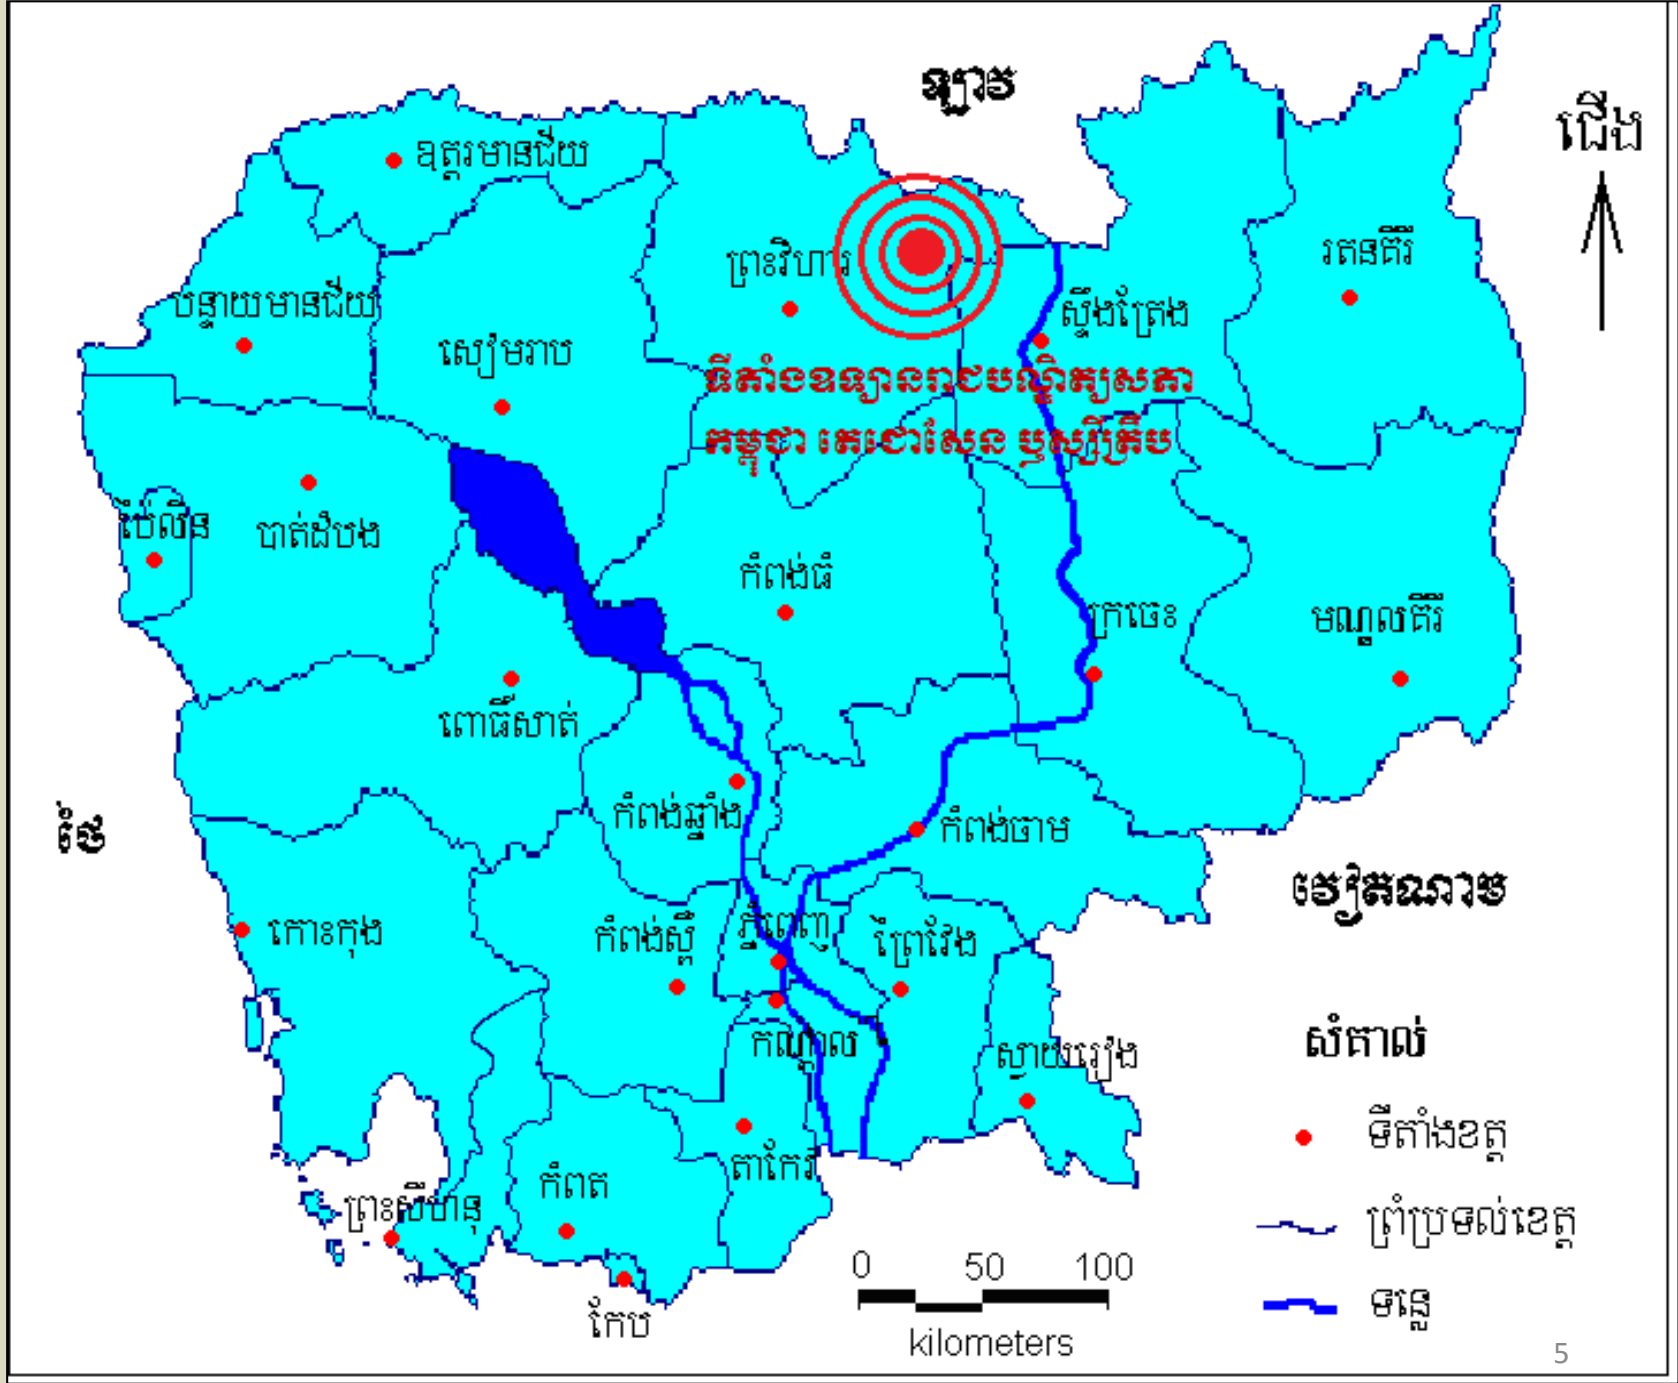 ឡាវ
ជើង
ឧត្តរមានជ័យ
រតនគិរី
ព្រះវិហារ
បន្ទាយមានជ័យ
ស្ទឹងត្រែង
សៀមរាប
ទីតាំងឧទ្យានរាជបណ្ឌិត្យសភា
កម្ពុជា តេជោសែន ឫស្សីត្រឹប
ប៉ៃលិន
បាត់ដំបង
កំពង់ធំ
ក្រចេះ
មណ្ឌលគិរី
ពោធិ៍សាត់
កំពង់ឆ្នាំង
កំពង់ចាម
ថៃ
វៀតណាម
កោះកុង
កំពង់ស្ពឺ
ភ្នំពេញ
ព្រៃវែង
កណ្ដាល
ស្វាយរៀង
សំគាល់
ទីតាំងខេត្ត
តាកែវ
កំពត
ព្រះសីហនុ
ព្រំប្រទល់ខេត្ត
0 50 100
ទន្លេ
កែប
kilometers
5